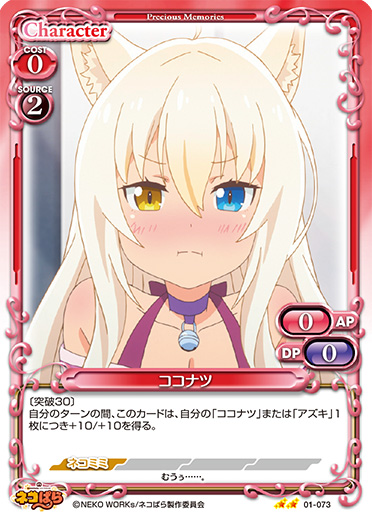 Precious Memories
Character
COST
0
SOURCE
2
0 AP
DP 0
ココナツ
［突破30］
自分のターンの間、このカードは、自分の「ココナツ」または「アズキ」1
枚につき+10/+10を得る。
ネコミミ
むうぅ……。
ネコぱら
©NEKO WORKs/ネコぱら製作委員会
01-073